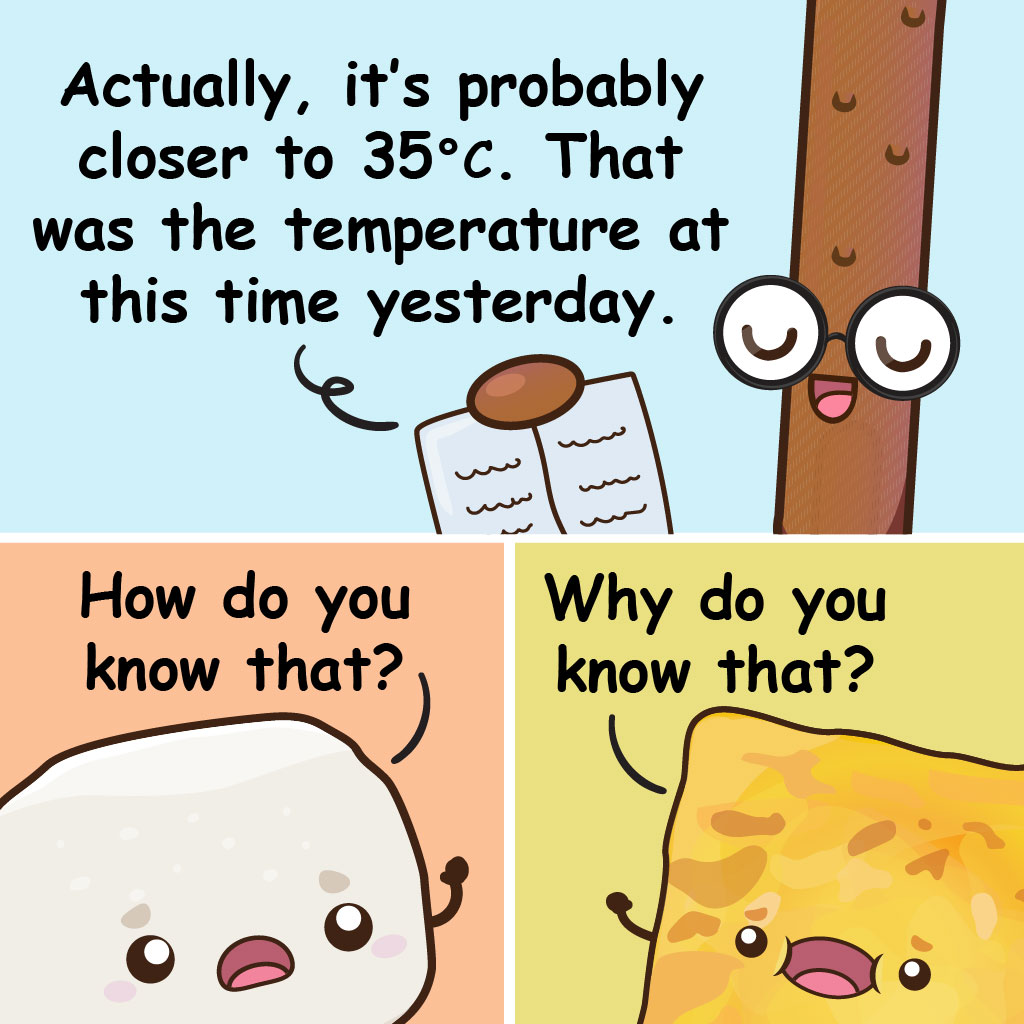 Actually, it's probably
closer to 35°C. That
was the temperature at
this time yesterday.
How do you
know that?
Why do you
know that?